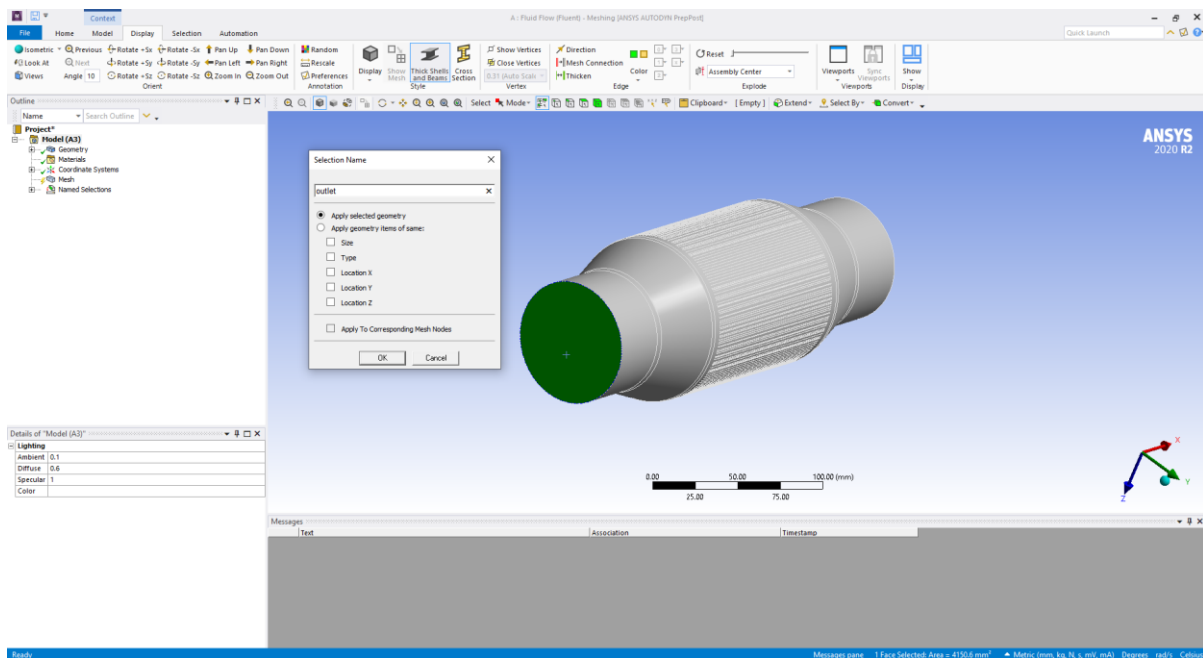 A : Fluid Flow (Fluent) - Meshing [ANSYS AUTODYN PrepPost]
Context
File Home Model Display Selection Automation Quick Launch
Isometric Previous Rotate +Sx Rotate -Sx Pan Up Pan Down Random Show Vertices Direction Reset
Look At Next Rotate +Sy Rotate -Sy Pan Left Pan Right Rescale Close Vertices Mesh Connection
Views Angle 10 Rotate +Sz Rotate -Sz Zoom In Zoom Out Preferences 0.31 (Auto Scale Thicken Assembly Center
Display Show Mesh Thick Shells and Beams Cross Section Color Viewports Sync Viewports Show
Orient Annotation Style Vertex Edge Explode Viewports Display
Outline
Select Mode Clipboard [ Empty ] Extend Select By Convert
Name Search Outline
Project*
Model (A3)
Geometry
Materials
Coordinate Systems
Mesh
Named Selections
ANSYS
2020 R2
Selection Name
outlet
Apply selected geometry
Apply geometry items of same:
Size
Type
Location X
Location Y
Location Z
Apply To Corresponding Mesh Nodes
OK Cancel
0.00 50.00 100.00 (mm)
25.00 75.00
X
Y
Z
Details of "Model (A3)"
Lighting
Ambient 0.1
Diffuse 0.6
Specular 1
Color
Messages
Text Association Timestamp
Ready Messages pane 1 Face Selected: Area = 4150.6 mm² Metric (mm, kg, N, s, mV, mA) Degrees rad/s Celsius